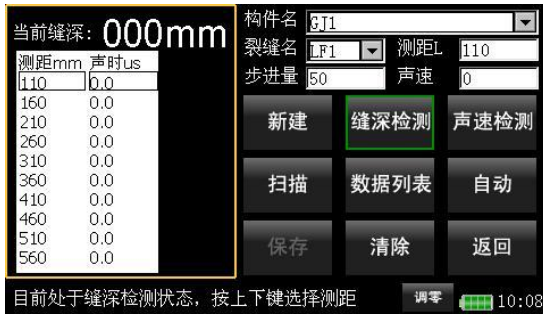 当前缝深: 000mm
测距mm 声时us
110 0.0
160 0.0
210 0.0
260 0.0
310 0.0
360 0.0
410 0.0
460 0.0
510 0.0
560 0.0
构件名 GJ1
裂缝名 LF1 测距L 110
步进量 50 声速 0
新建 缝深检测 声速检测
扫描 数据列表 自动
保存 清除 返回
目前处于缝深检测状态，按上下键选择测距 调零 10:08